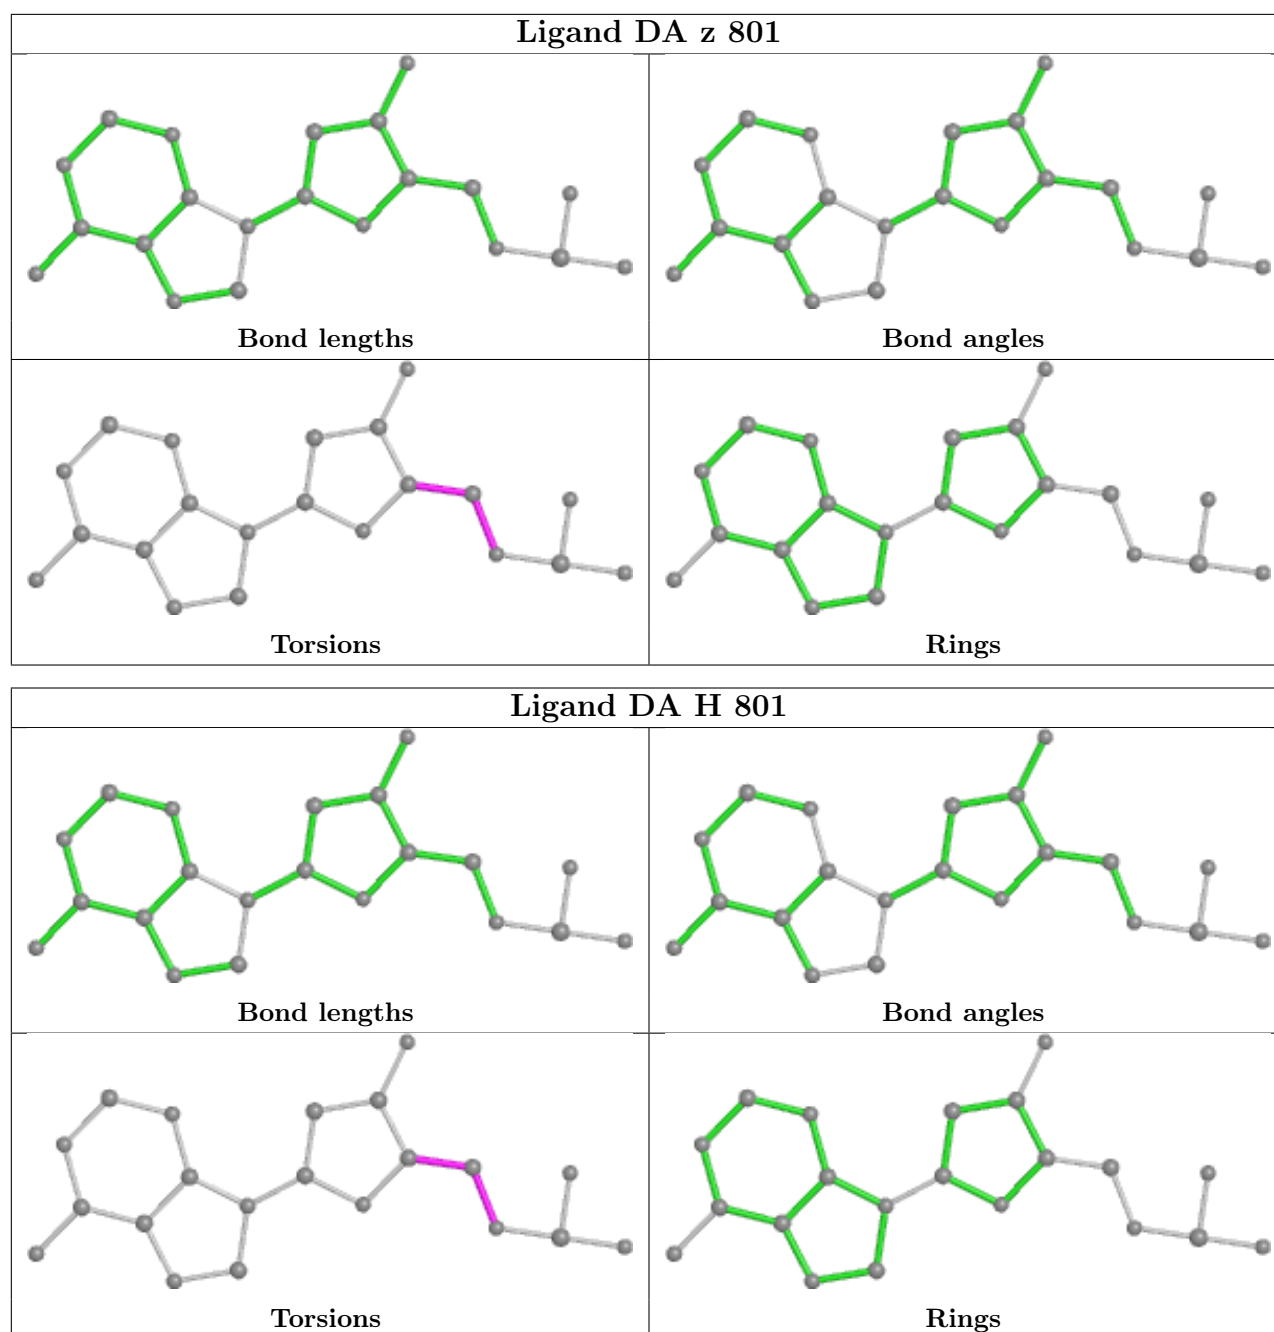 Ligand DA z 801
Bond lengths
Bond angles
Torsions
Rings
Ligand DA H 801
Bond lengths
Bond angles
Torsions
Rings